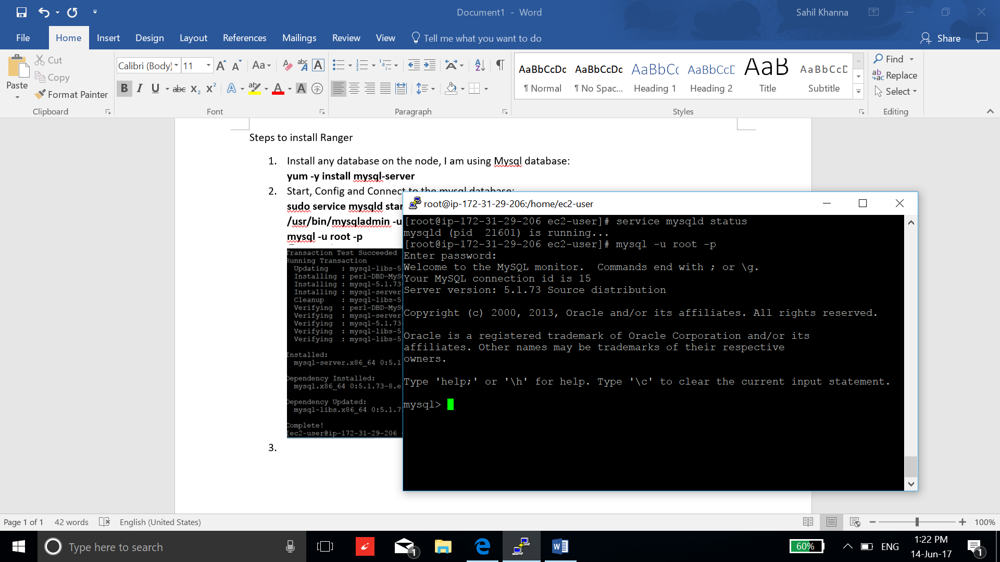 Document1 - Word
Sahil Khanna
File Home Insert Design Layout References Mailings Review View Tell me what you want to do Share
Paste
Cut
Copy
Format Painter
Clipboard
Calibri (Body) 11
Font
Paragraph
AaBbCcDc AaBbCcDc AaBbCc AaBbCcD AaB AaBbCcD
¶ Normal ¶ No Spac... Heading 1 Heading 2 Title Subtitle
Styles
Find
Replace
Select
Editing
Steps to install Ranger
1. Install any database on the node, I am using Mysql database:
yum -y install mysql-server
2. Start, Config and Connect to the mysql database:
sudo service mysqld star
/usr/bin/mysqladmin -u
mysql -u root -p
Transaction Test Succeeded
Running Transaction
Updating : mysql-libs-5
Installing : perl-DBD-MyS
Installing : mysql-5.1.73
Installing : mysql-server
Cleanup : mysql-libs-5
Verifying : perl-DBD-MyS
Verifying : mysql-server
Verifying : mysql-5.1.73
Verifying : mysql-libs-5
Verifying : mysql-libs-5
Installed:
mysql-server.x86_64 0:5.1
Dependency Installed:
mysql.x86_64 0:5.1.73-8.e
Dependency Updated:
mysql-libs.x86_64 0:5.1.7
Complete!
[ec2-user@ip-172-31-29-206
3.
root@ip-172-31-29-206:/home/ec2-user
[root@ip-172-31-29-206 ec2-user]# service mysqld status
mysqld (pid  21601) is running...
[root@ip-172-31-29-206 ec2-user]# mysql -u root -p
Enter password:
Welcome to the MySQL monitor.  Commands end with ; or \g.
Your MySQL connection id is 15
Server version: 5.1.73 Source distribution
Copyright (c) 2000, 2013, Oracle and/or its affiliates. All rights reserved.
Oracle is a registered trademark of Oracle Corporation and/or its
affiliates. Other names may be trademarks of their respective
owners.
Type 'help;' or '\h' for help. Type '\c' to clear the current input statement.
mysql>
Page 1 of 1 42 words English (United States) 100%
Type here to search
1
60% ENG
1:22 PM
14-Jun-17
1